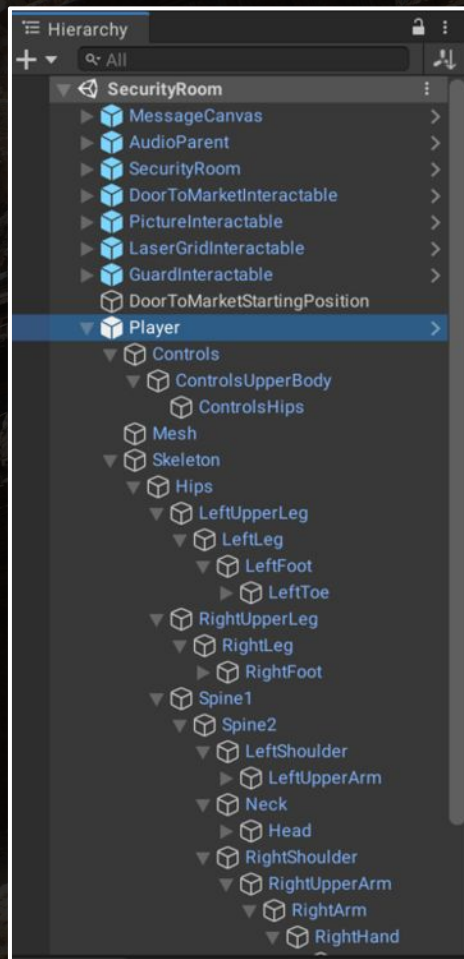 Hierarchy
All
SecurityRoom
MessageCanvas
AudioParent
SecurityRoom
DoorToMarketInteractable
PictureInteractable
LaserGridInteractable
GuardInteractable
DoorToMarketStartingPosition
Player
Controls
ControlsUpperBody
ControlsHips
Mesh
Skeleton
Hips
LeftUpperLeg
LeftLeg
LeftFoot
LeftToe
RightUpperLeg
RightLeg
RightFoot
Spine1
Spine2
LeftShoulder
LeftUpperArm
Neck
Head
RightShoulder
RightUpperArm
RightArm
RightHand